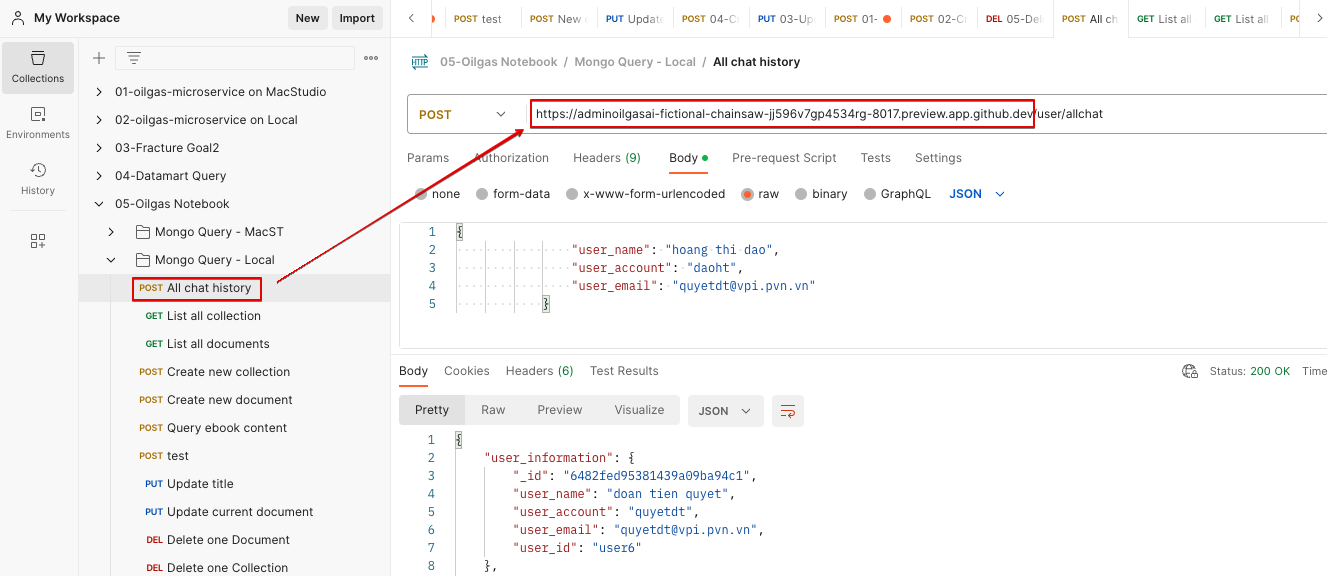 My Workspace New Import
POST test POST New POST 04-C PUT 03-Up POST 01- POST 02-C DEL 05-Del POST All ch GET List all GET List all
Collections
Environments
History
01-oilgas-microservice on MacStudio
02-oilgas-microservice on Local
03-Fracture Goal2
04-Datamart Query
05-Oilgas Notebook
Mongo Query - MacST
Mongo Query - Local
POST All chat history
GET List all collection
GET List all documents
POST Create new collection
POST Create new document
POST Query ebook content
POST test
PUT Update title
PUT Update current document
DEL Delete one Document
DEL Delete one Collection
HTTP 05-Oilgas Notebook / Mongo Query - Local / All chat history
POST https://adminoilgasai-fictional-chainsaw-jj596v7gp4534rg-8017.preview.app.github.dev/user/allchat
Params Authorization Headers (9) Body Pre-request Script Tests Settings
none form-data x-www-form-urlencoded raw binary GraphQL JSON
1 {
2 "user_name": "hoang thi dao",
3 "user_account": "daoht",
4 "user_email": "quyetdt@vpi.pvn.vn"
5 }
Body Cookies Headers (6) Test Results Status: 200 OK Time
Pretty Raw Preview Visualize JSON
1 {
2 "user_information": {
3 "_id": "6482fed95381439a09ba94c1",
4 "user_name": "doan tien quyet",
5 "user_account": "quyetdt",
6 "user_email": "quyetdt@vpi.pvn.vn",
7 "user_id": "user6"
8 },